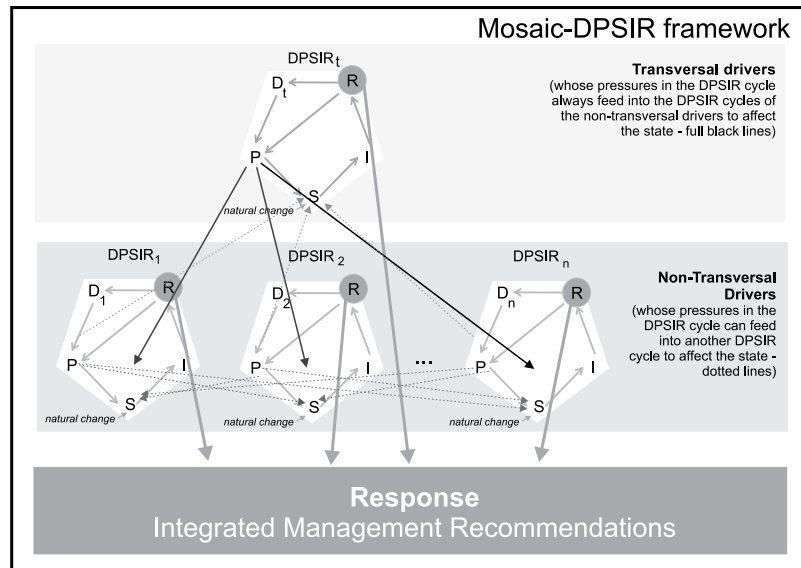 Mosaic-DPSIR framework
DPSIRt
Dt
R
P
I
S
natural change
Transversal drivers
(whose pressures in the DPSIR cycle
always feed into the DPSIR cycles of
the non-transversal drivers to affect
the state - full black lines)
DPSIR1
D1
R
P
I
S
natural change
DPSIR2
D2
R
P
I
S
natural change
...
DPSIRn
Dn
R
P
I
S
natural change
Non-Transversal
Drivers
(whose pressures in the
DPSIR cycle can feed
into another DPSIR
cycle to affect the state -
dotted lines)
Response
Integrated Management Recommendations